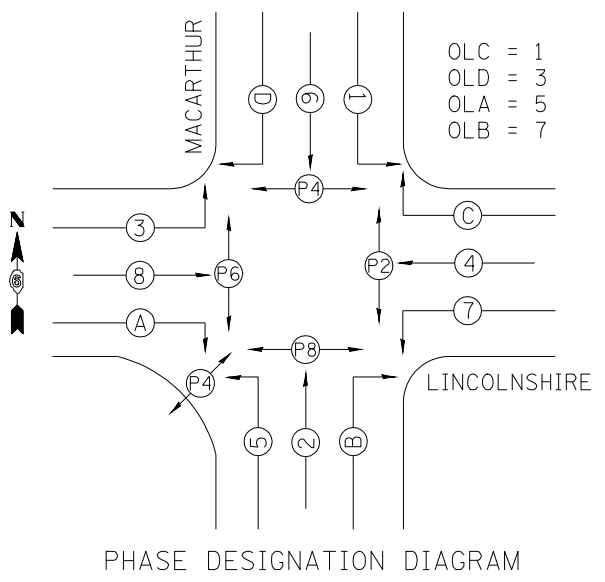 MACARTHUR
OLC = 1
OLD = 3
OLA = 5
OLB = 7
D
6
1
P4
N
3
C
8
P6
P2
4
A
7
P8
P4
LINCOLNSHIRE
5
2
B
PHASE DESIGNATION DIAGRAM